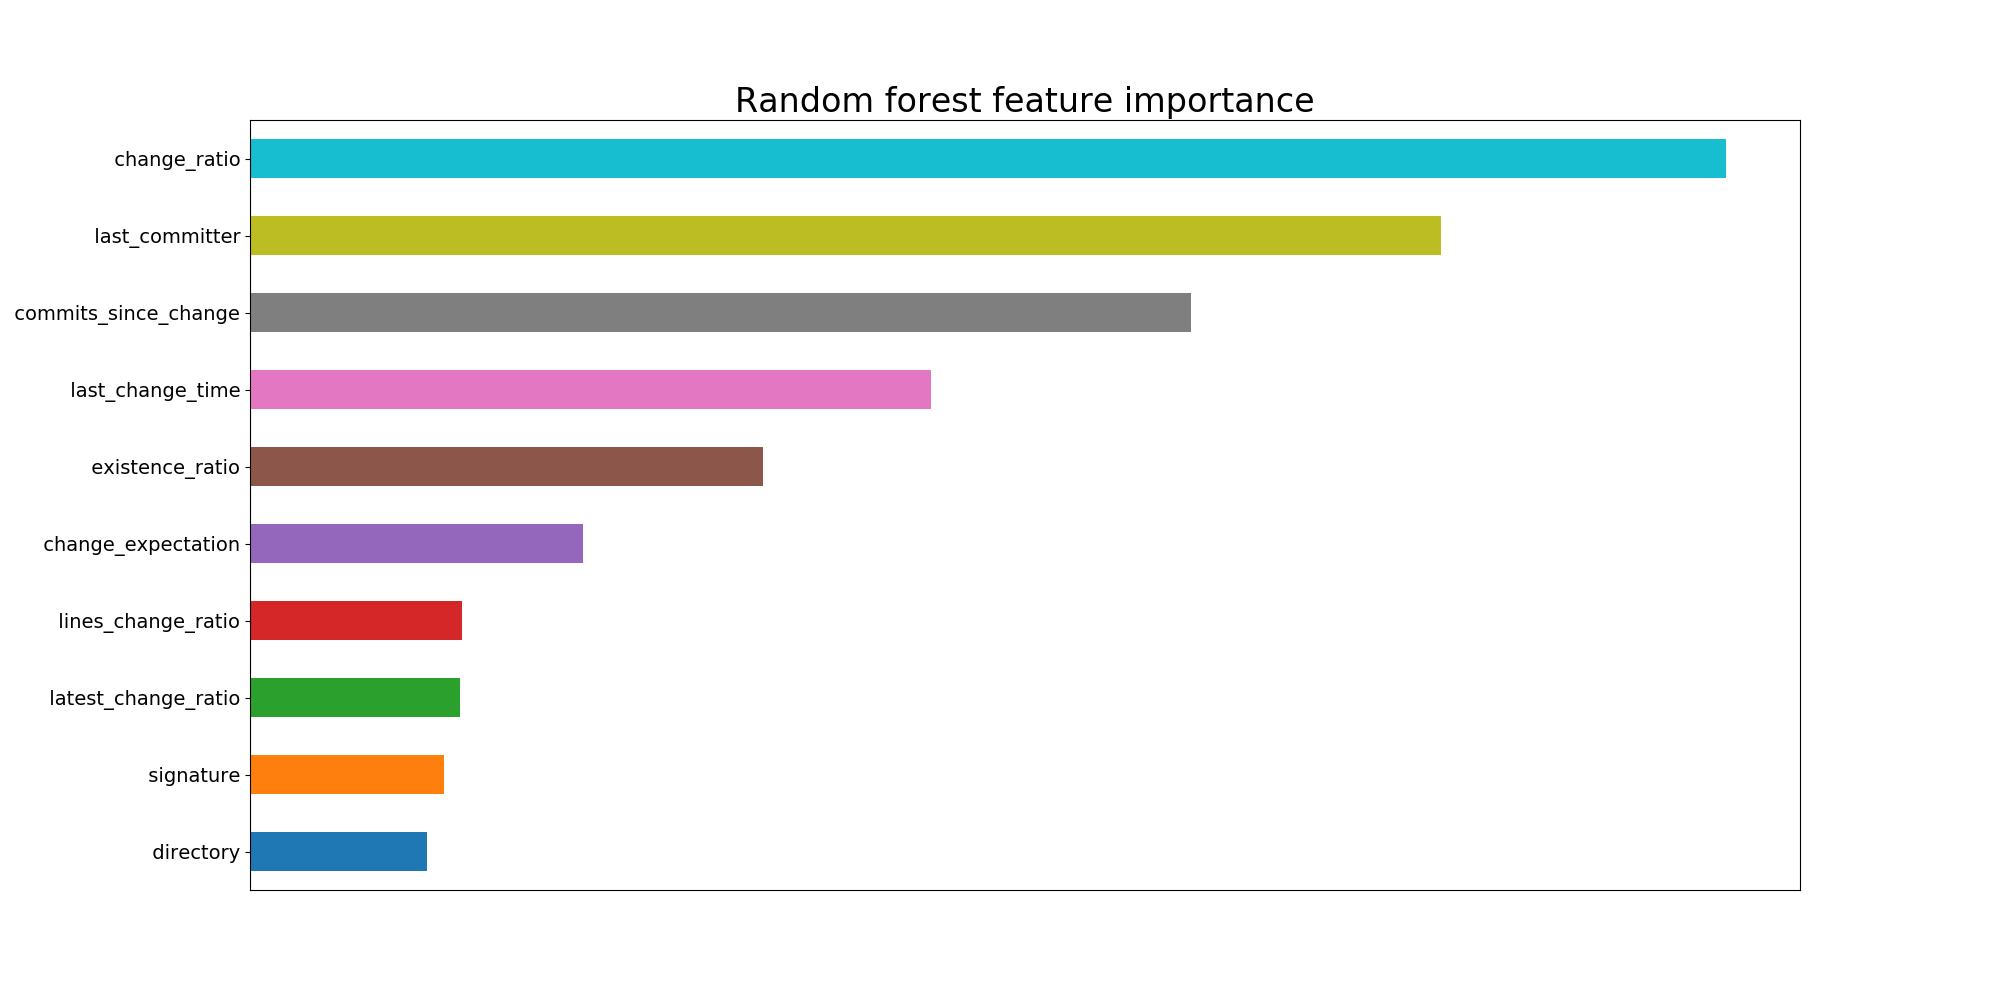 Random forest feature importance
change_ratio
last_committer
commits_since_change
last_change_time
existence_ratio
change_expectation
lines_change_ratio
latest_change_ratio
signature
directory